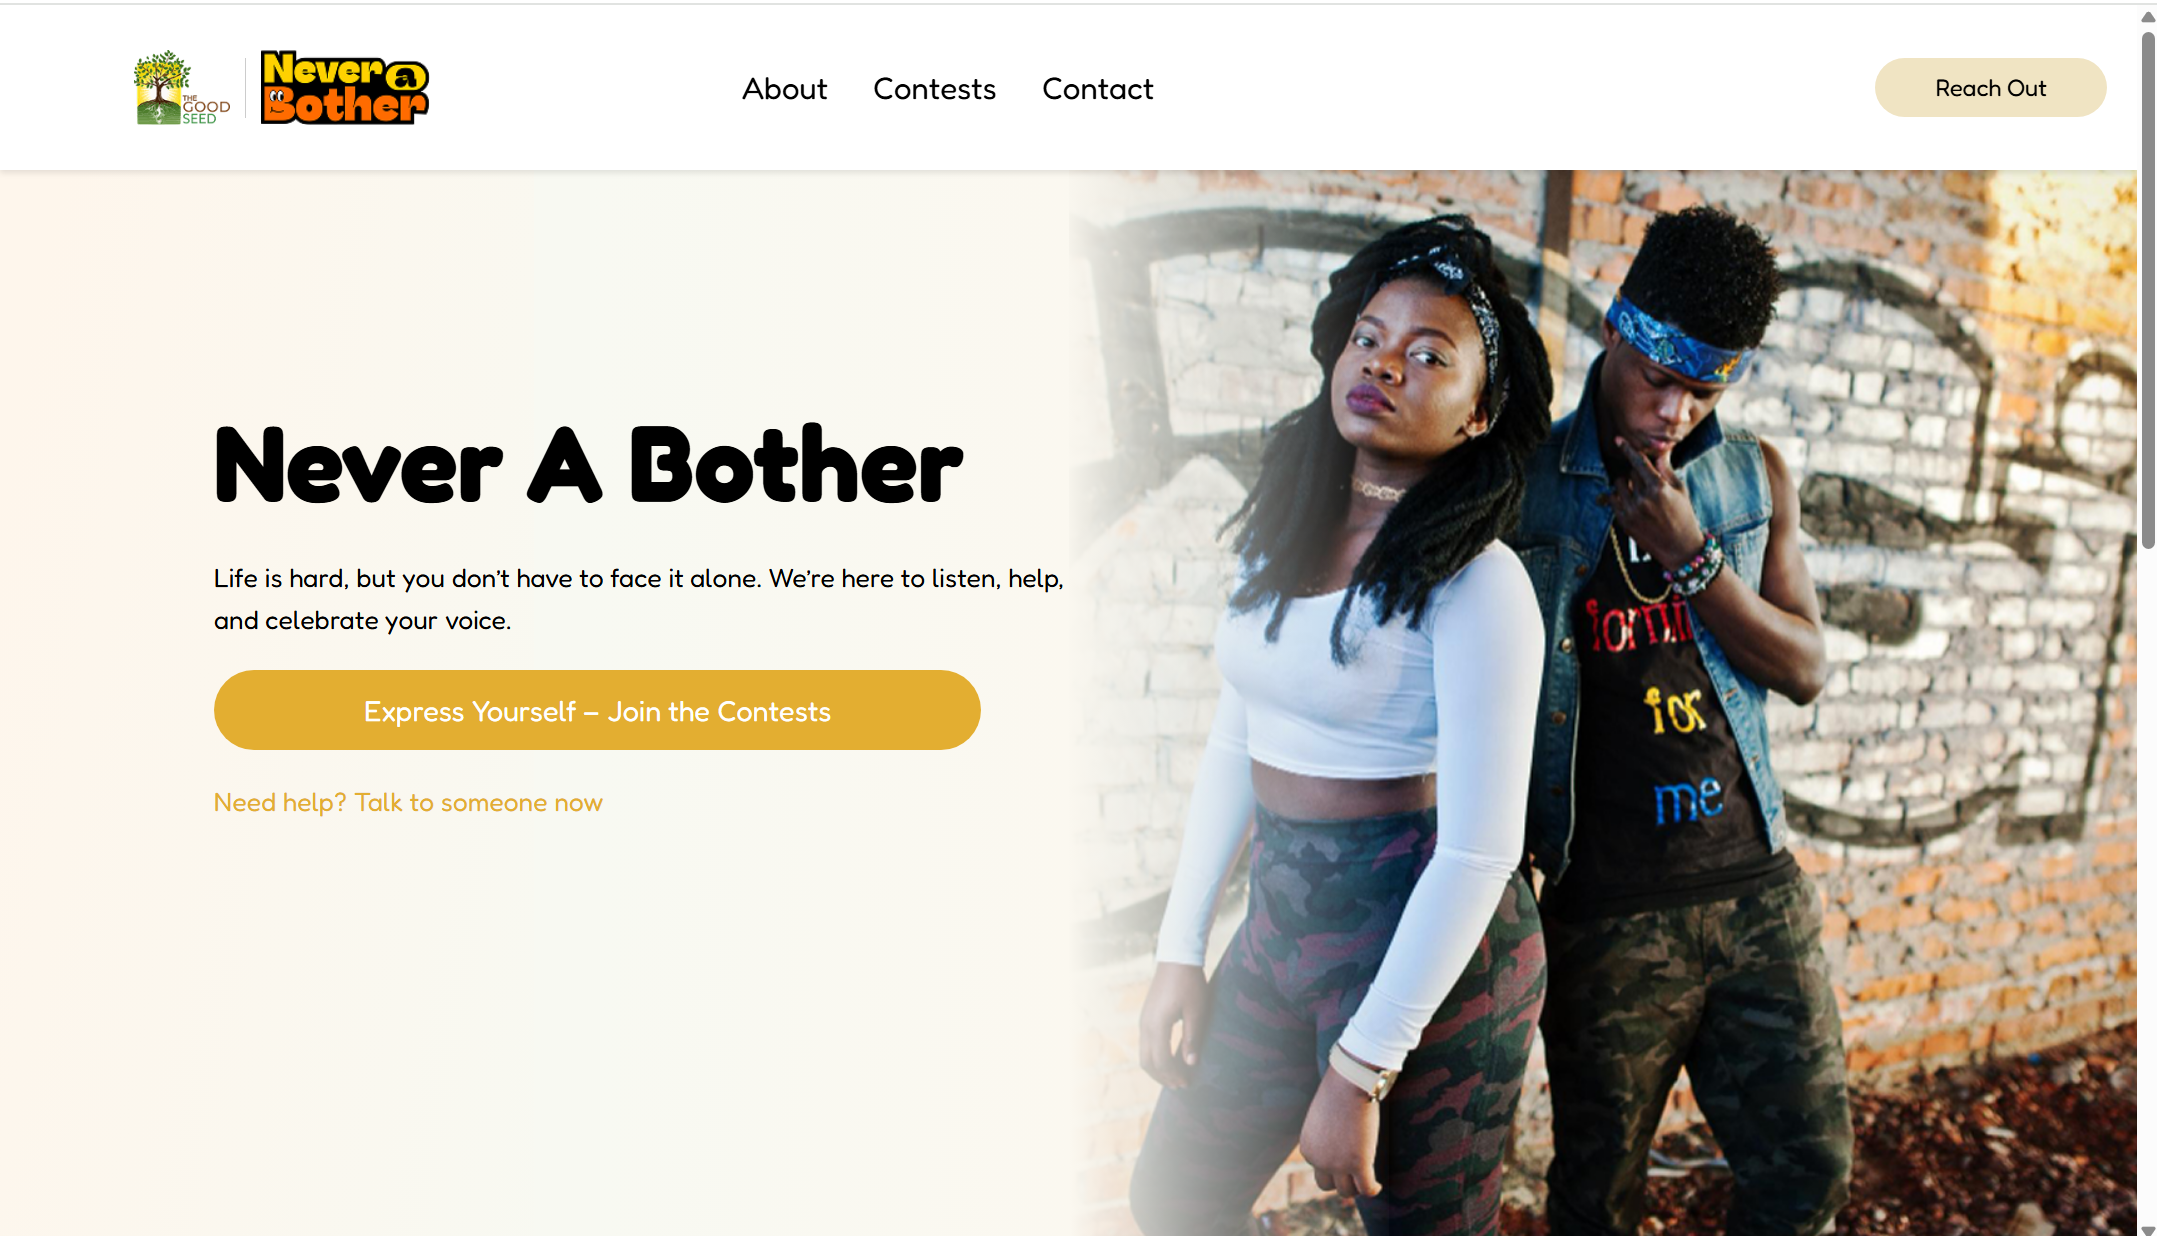 THE
GOOD
SEED
Never a
Bother
About
Contests
Contact
Reach Out
Never A Bother
Life is hard, but you don’t have to face it alone. We’re here to listen, help,
and celebrate your voice.
Express Yourself – Join the Contests
Need help? Talk to someone now
for
me